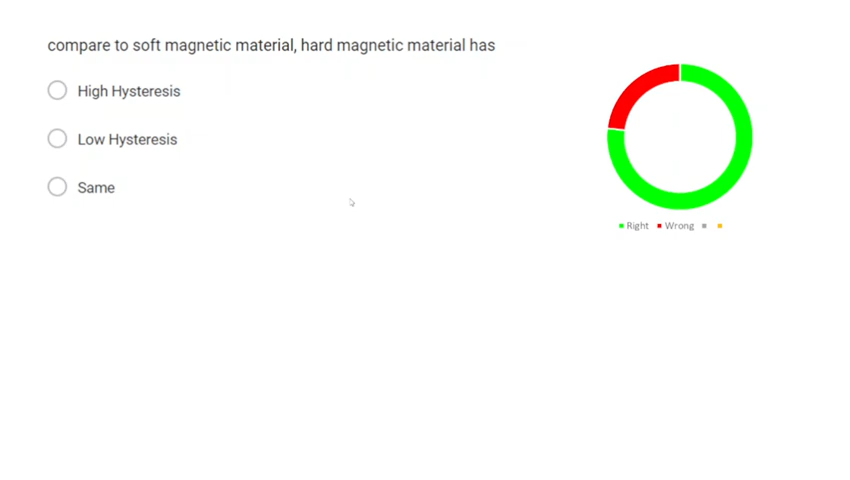 compare to soft magnetic material, hard magnetic material has
High Hysteresis
Low Hysteresis
Same
Right Wrong